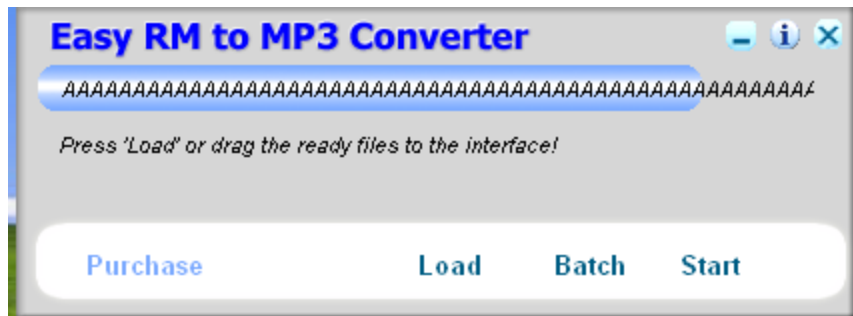 Easy RM to MP3 Converter
AAAAAAAAAAAAAAAAAAAAAAAAAAAAAAAAAAAAAAAAAAAAAAAAAAAAAA
Press 'Load' or drag the ready files to the interface!
Purchase Load Batch Start